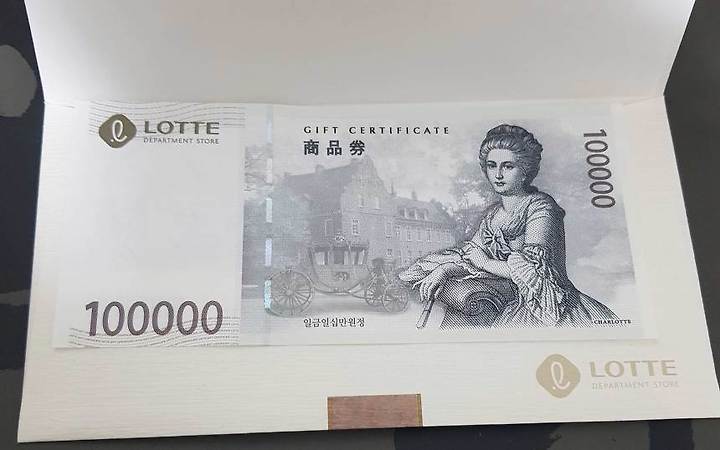 LOTTE
DEPARTMENT STORE
GIFT CERTIFICATE
商品券
100000
100000
일금일십만원정
CHARLOTTE
LOTTE
DEPARTMENT STORE